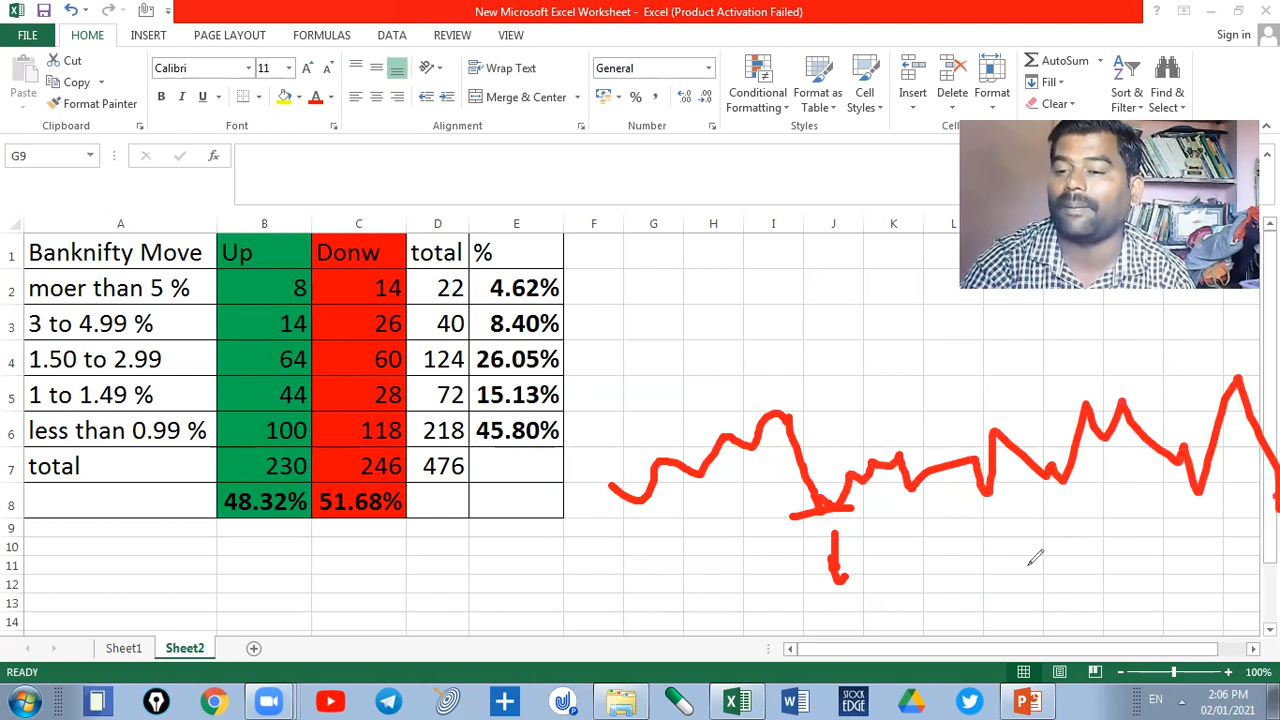 New Microsoft Excel Worksheet - Excel (Product Activation Failed)
FILE HOME INSERT PAGE LAYOUT FORMULAS DATA REVIEW VIEW Sign in
Paste Cut Copy Format Painter
Calibri 11 B I U A
Wrap Text Merge & Center
General %
Conditional Formatting
Format as Table
Cell Styles
Insert Delete Format
AutoSum Fill Clear
Sort & Filter
Find & Select
Clipboard Font Alignment Number Styles Cel
G9
A B C D E F G H I J K L
1 Banknifty Move Up Donw total %
2 moer than 5 % 8 14 22 4.62%
3 3 to 4.99 % 14 26 40 8.40%
4 1.50 to 2.99 64 60 124 26.05%
5 1 to 1.49 % 44 28 72 15.13%
6 less than 0.99 % 100 118 218 45.80%
7 total 230 246 476
8 48.32% 51.68%
9
10
11
12
13
14
Sheet1 Sheet2
READY 100%
STOCK EDGE
EN 2:06 PM
02/01/2021